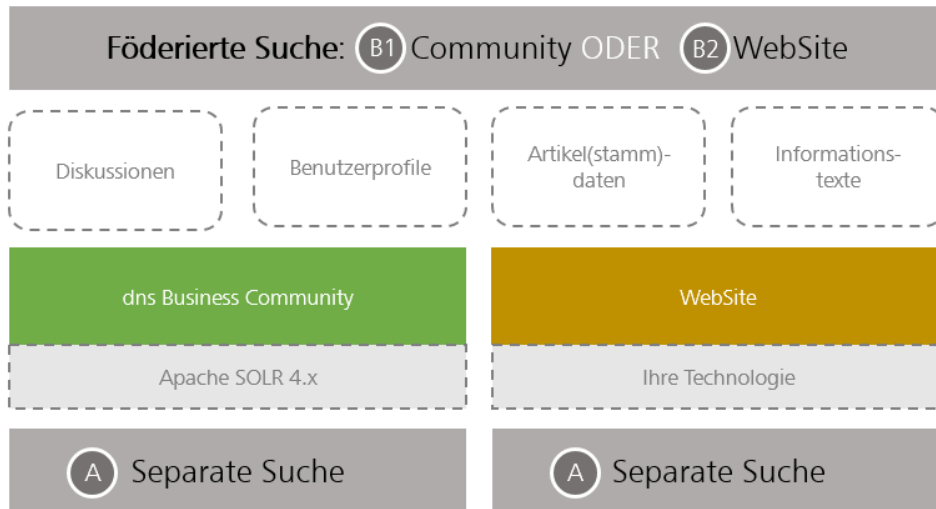 Föderierte Suche: B1 Community ODER B2 WebSite
Diskussionen
Benutzerprofile
Artikel(stamm)-
daten
Informations-
texte
dns Business Community
WebSite
Apache SOLR 4.x
Ihre Technologie
A Separate Suche
A Separate Suche